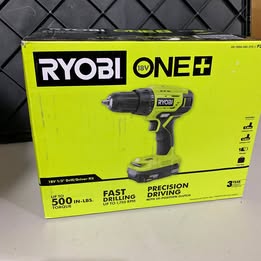 RYOBI 18V ONE+
18V 1/2" Drill/Driver Kit
UP TO
500 IN-LBS.
TORQUE
FAST
DRILLING
UP TO 1,750 RPM
PRECISION
DRIVING
3 YEAR